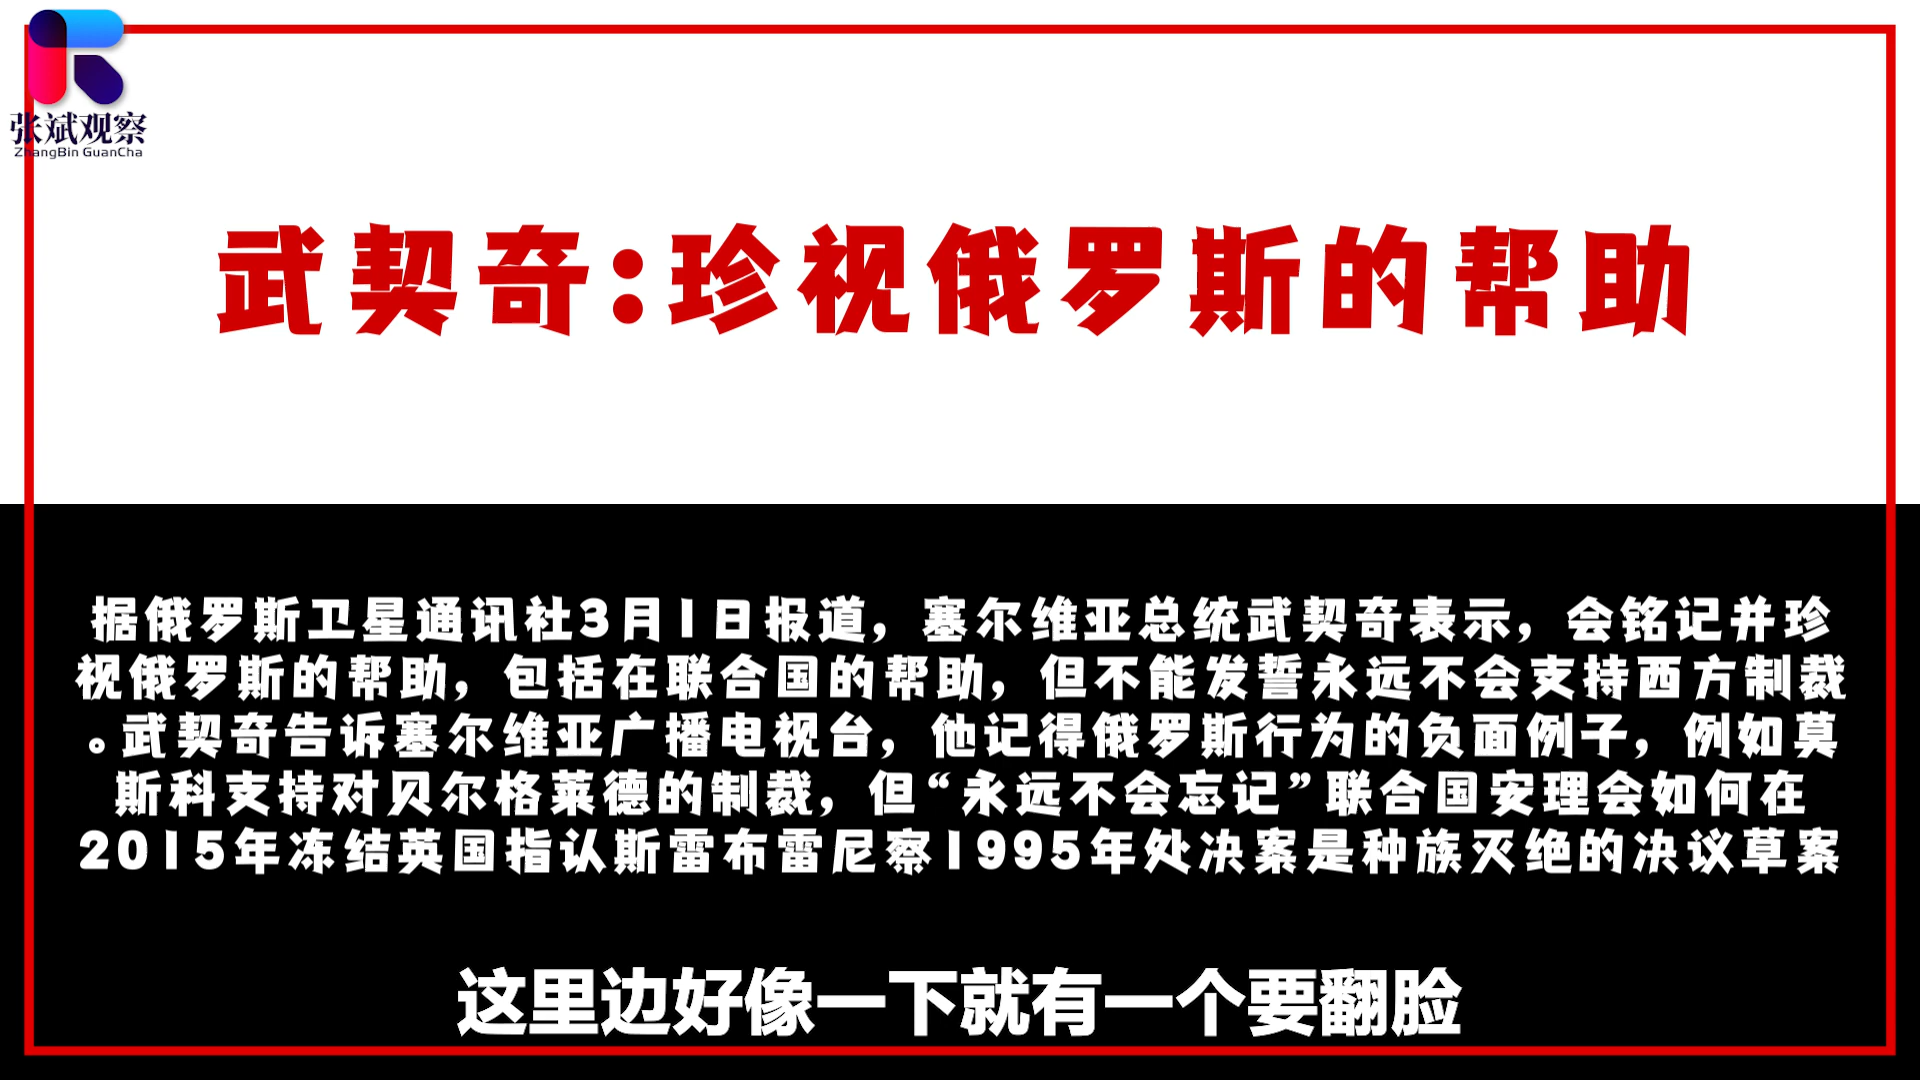 张斌观察
ZhangBin GuanCha
武契奇:珍视俄罗斯的帮助
据俄罗斯卫星通讯社3月1日报道，塞尔维亚总统武契奇表示，会铭记并珍
视俄罗斯的帮助，包括在联合国的帮助，但不能发誓永远不会支持西方制裁
。武契奇告诉塞尔维亚广播电视台，他记得俄罗斯行为的负面例子，例如莫
斯科支持对贝尔格莱德的制裁，但“永远不会忘记”联合国安理会如何在
2015年冻结英国指认斯雷布雷尼察1995年处决案是种族灭绝的决议草案
这里边好像一下就有一个要翻脸